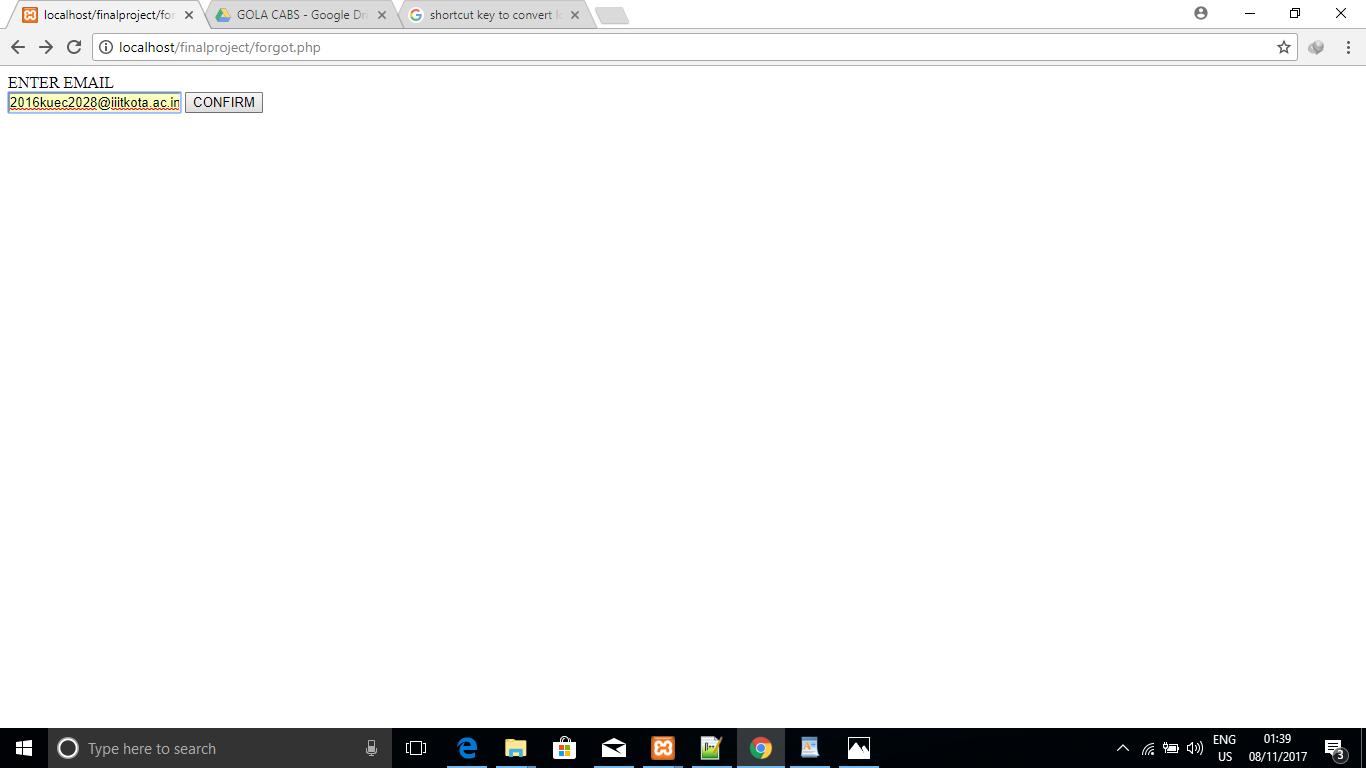 localhost/finalproject/for
GOLA CABS - Google Dri
shortcut key to convert lo
localhost/finalproject/forgot.php
ENTER EMAIL
2016kuec2028@iiitkota.ac.in
CONFIRM
Type here to search
ENG
US
01:39
08/11/2017
3